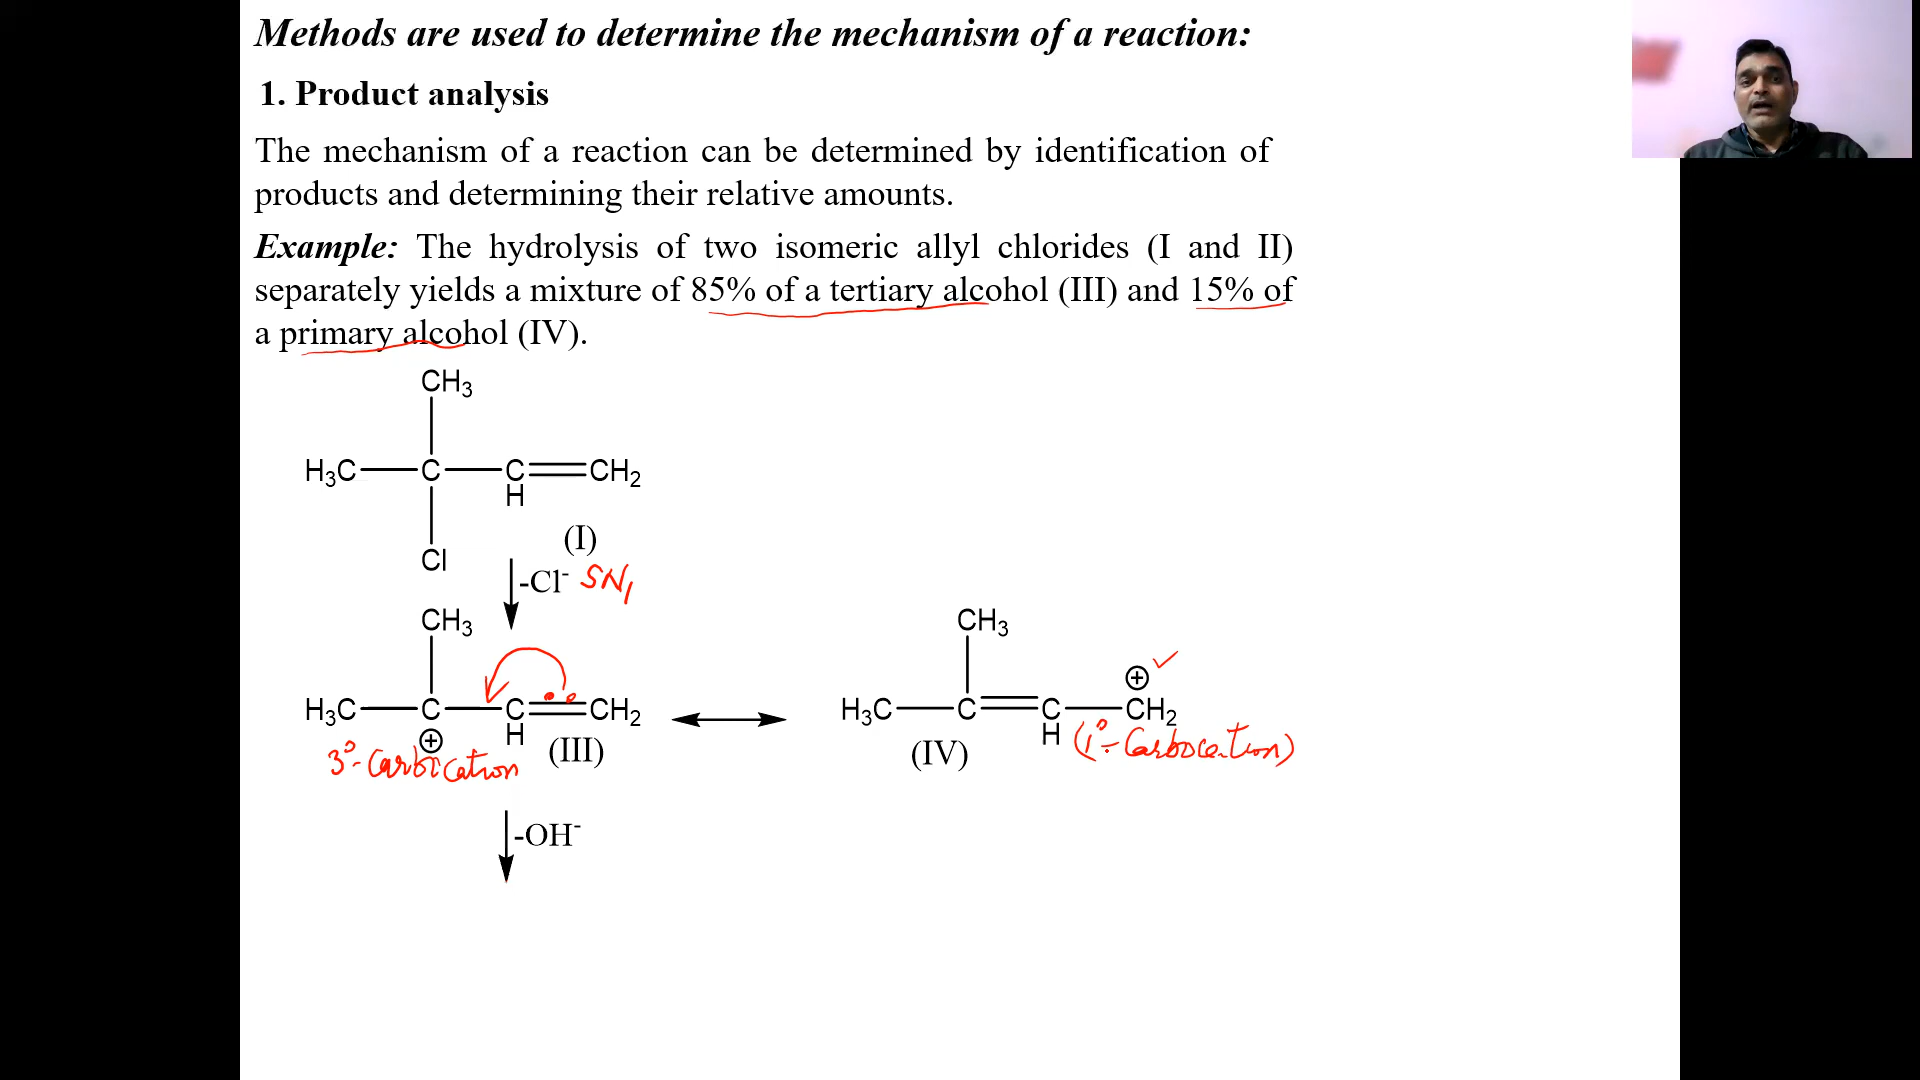 Methods are used to determine the mechanism of a reaction:
1. Product analysis
The mechanism of a reaction can be determined by identification of
products and determining their relative amounts.
Example: The hydrolysis of two isomeric allyl chlorides (I and II)
separately yields a mixture of 85% of a tertiary alcohol (III) and 15% of
a primary alcohol (IV).
CH3
H3C C C CH2
H
(I)
Cl
-Cl- SN1
CH3 CH3
⊕
H3C C C CH2 H3C C C CH2
⊕ H (III) (IV) H
3°-Carbocation (1°-Carbocation)
-OH-